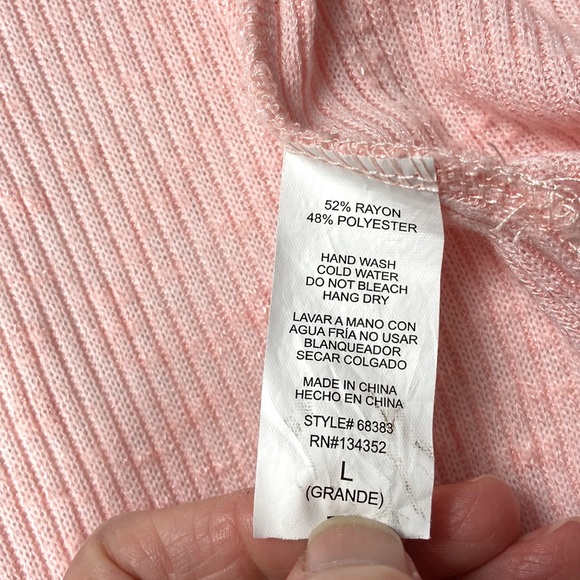 52% RAYON
48% POLYESTER
HAND WASH
COLD WATER
DO NOT BLEACH
HANG DRY
LAVAR A MANO CON
AGUA FRÍA NO USAR
BLANQUEADOR
SECAR COLGADO
MADE IN CHINA
HECHO EN CHINA
STYLE# 68383
RN#134352
L
(GRANDE)